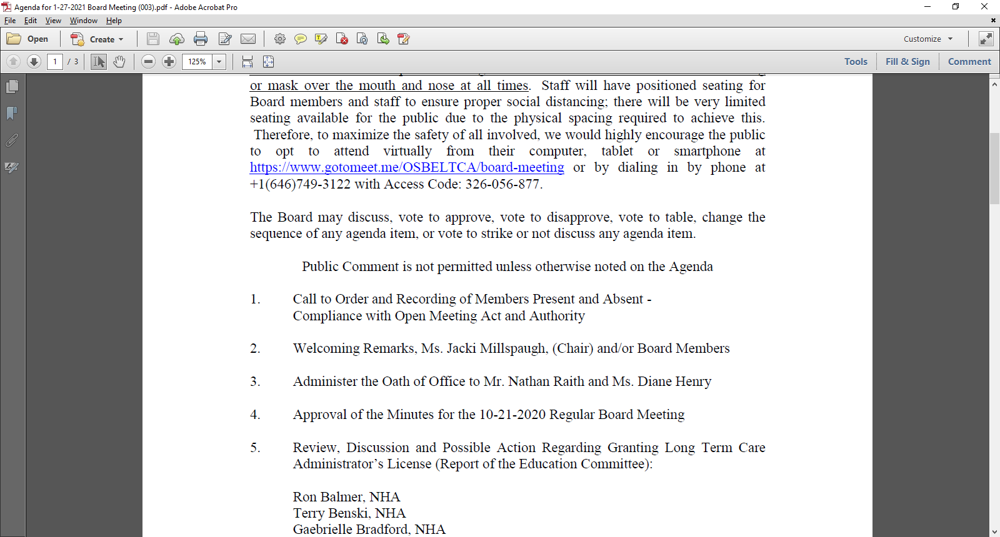 Agenda for 1-27-2021 Board Meeting (003).pdf - Adobe Acrobat Pro
File Edit View Window Help
Open Create Customize
1 / 3 125% Tools Fill & Sign Comment
or mask over the mouth and nose at all times. Staff will have positioned seating for
Board members and staff to ensure proper social distancing; there will be very limited
seating available for the public due to the physical spacing required to achieve this.
Therefore, to maximize the safety of all involved, we would highly encourage the public
to opt to attend virtually from their computer, tablet or smartphone at
https://www.gotomeet.me/OSBELTCA/board-meeting or by dialing in by phone at
+1(646)749-3122 with Access Code: 326-056-877.
The Board may discuss, vote to approve, vote to disapprove, vote to table, change the
sequence of any agenda item, or vote to strike or not discuss any agenda item.
Public Comment is not permitted unless otherwise noted on the Agenda
1. Call to Order and Recording of Members Present and Absent -
Compliance with Open Meeting Act and Authority
2. Welcoming Remarks, Ms. Jacki Millspaugh, (Chair) and/or Board Members
3. Administer the Oath of Office to Mr. Nathan Raith and Ms. Diane Henry
4. Approval of the Minutes for the 10-21-2020 Regular Board Meeting
5. Review, Discussion and Possible Action Regarding Granting Long Term Care
Administrator’s License (Report of the Education Committee):
Ron Balmer, NHA
Terry Benski, NHA
Gaebrielle Bradford, NHA